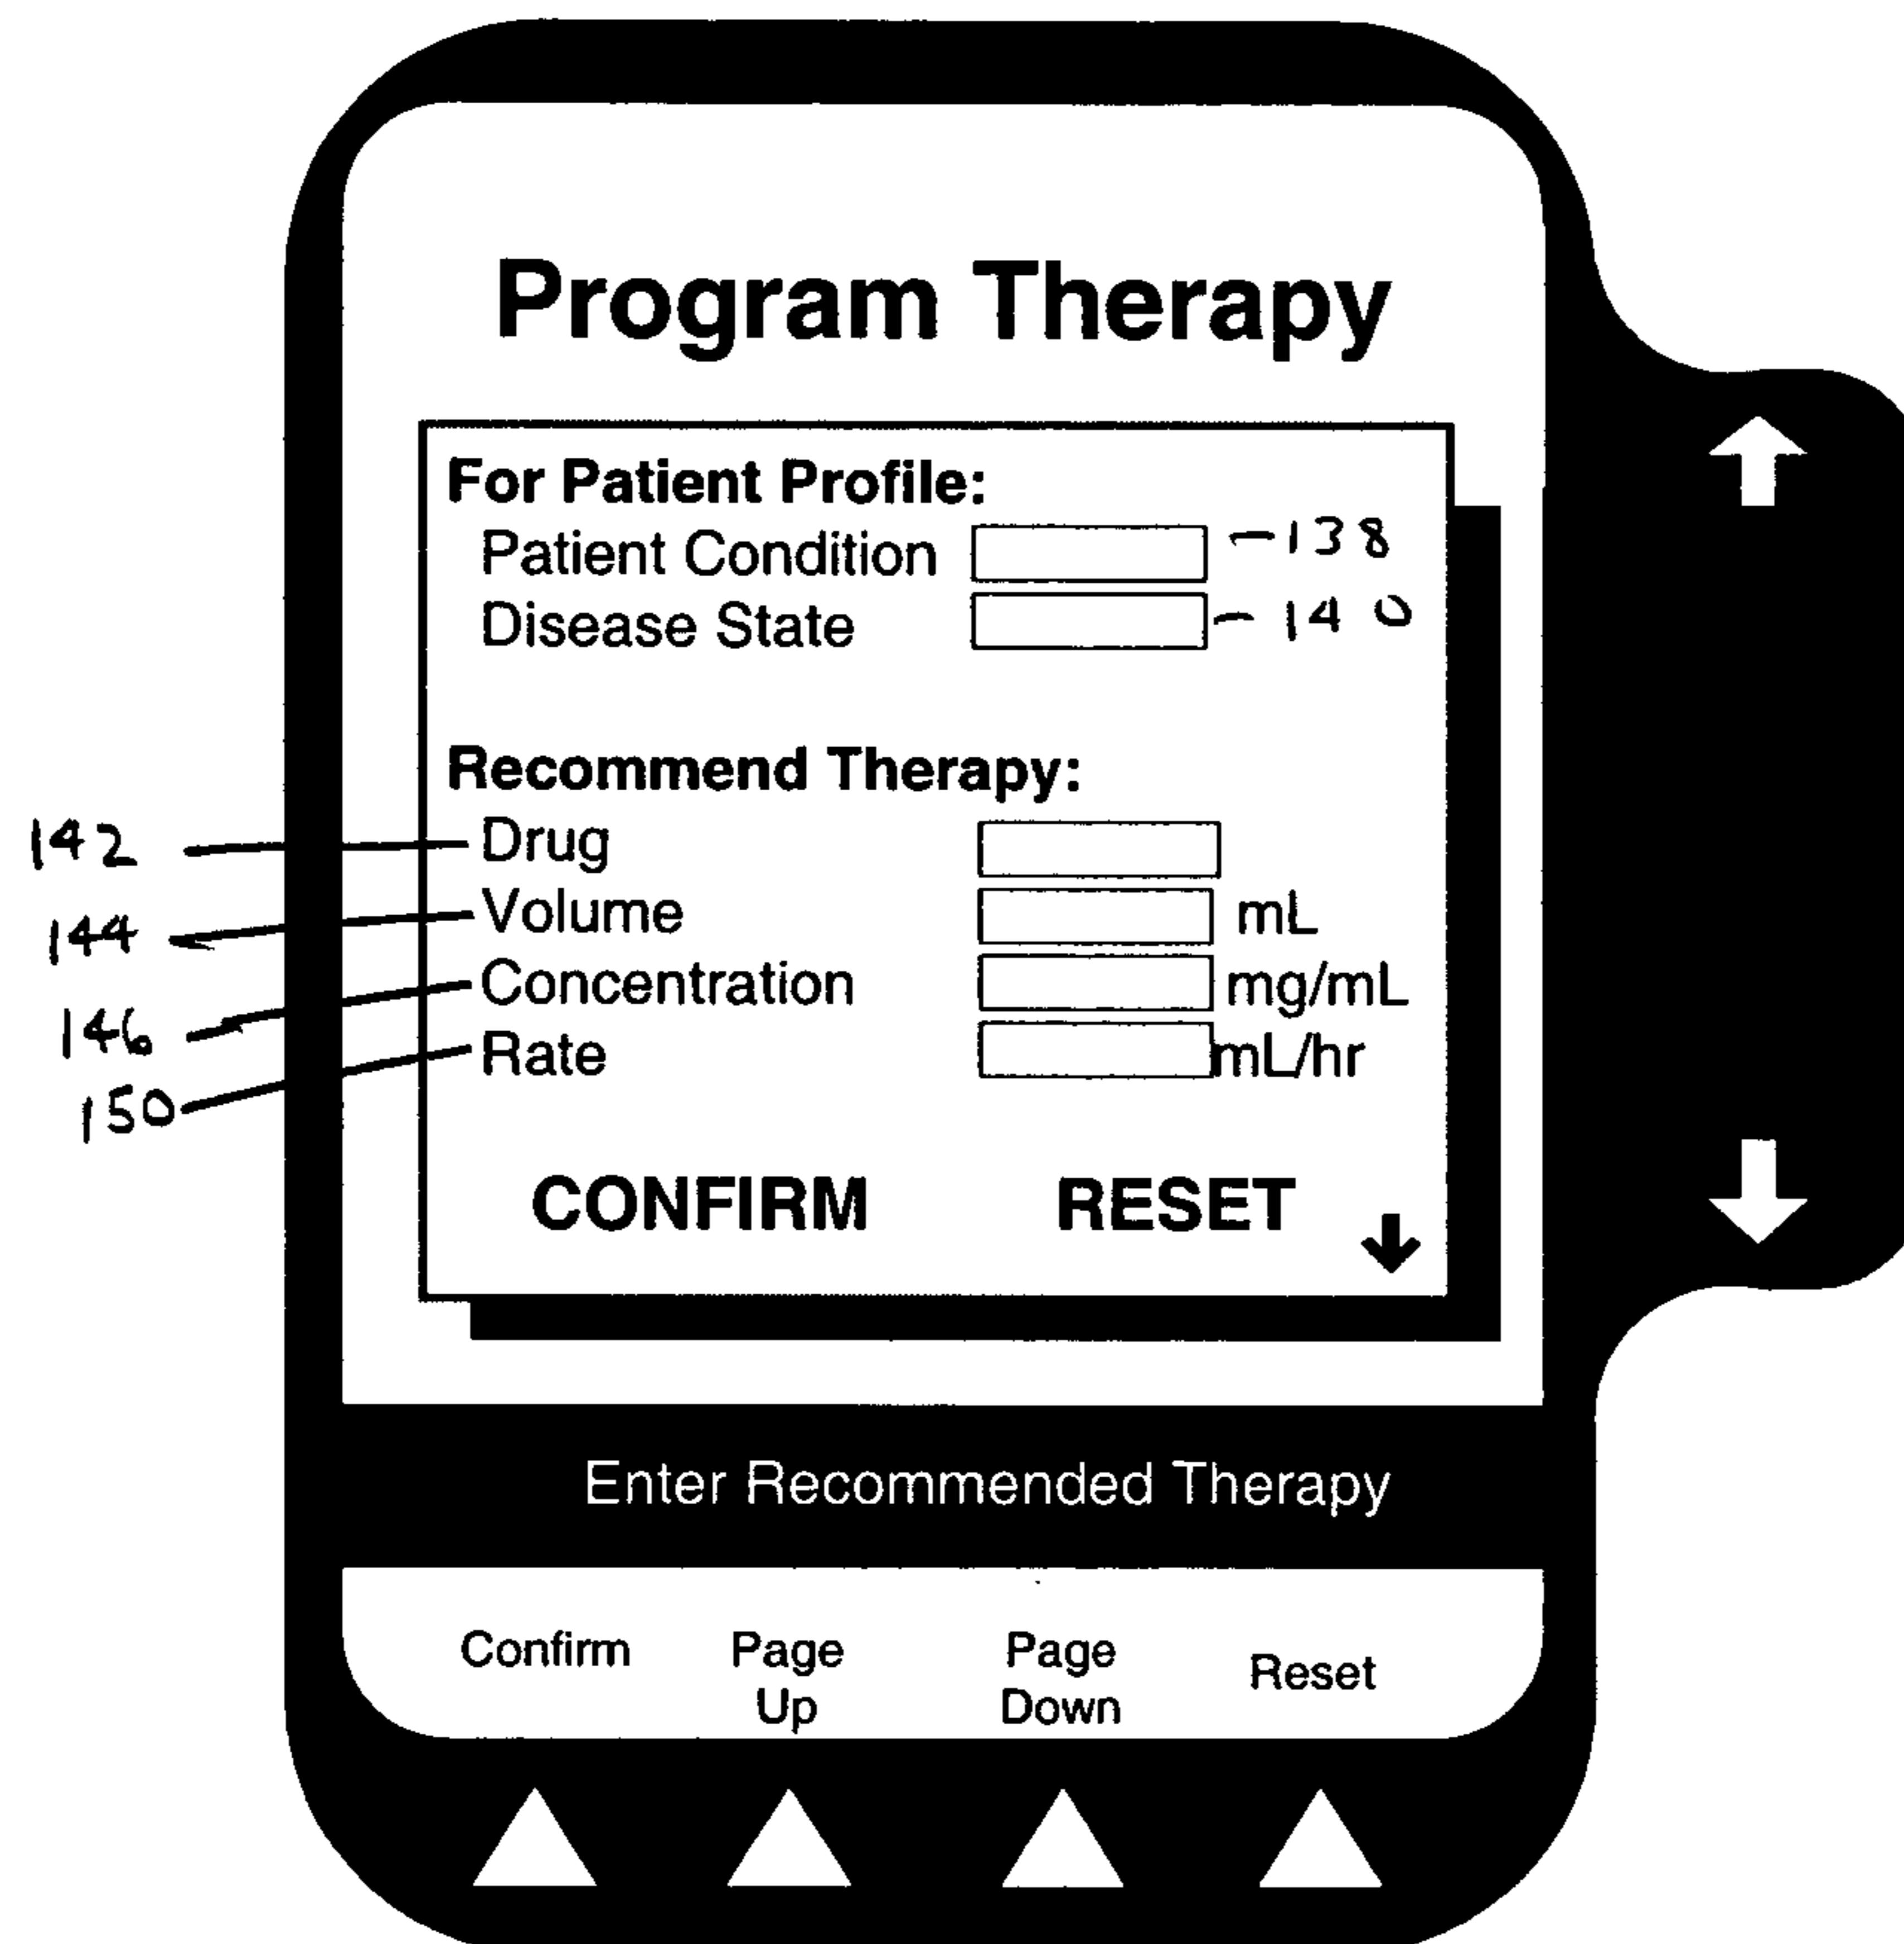 Program Therapy
For Patient Profile:
Patient Condition 138
Disease State 140
Recommend Therapy:
142 Drug
144 Volume mL
146 Concentration mg/mL
150 Rate mL/hr
CONFIRM RESET
Enter Recommended Therapy
Confirm Page Up Page Down Reset